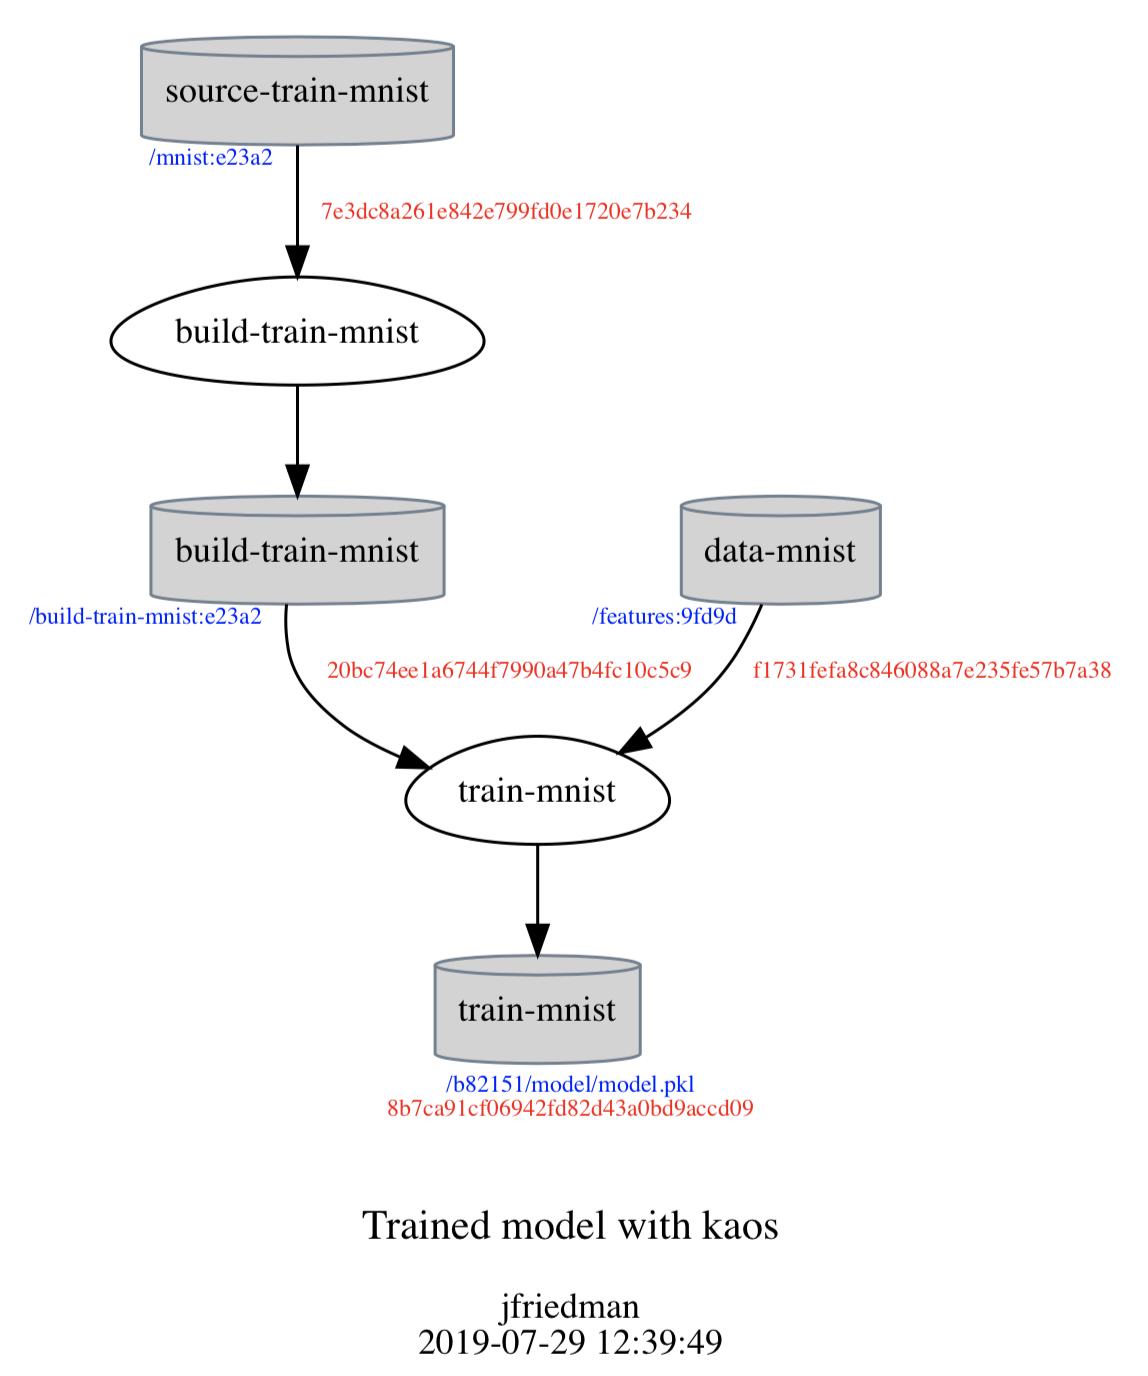 source-train-mnist
/mnist:e23a2
7e3dc8a261e842e799fd0e1720e7b234
build-train-mnist
build-train-mnist
data-mnist
/build-train-mnist:e23a2
/features:9fd9d
20bc74ee1a6744f7990a47b4fc10c5c9
f1731fefa8c846088a7e235fe57b7a38
train-mnist
train-mnist
/b82151/model/model.pkl
8b7ca91cf06942fd82d43a0bd9accd09
Trained model with kaos
jfriedman
2019-07-29 12:39:49